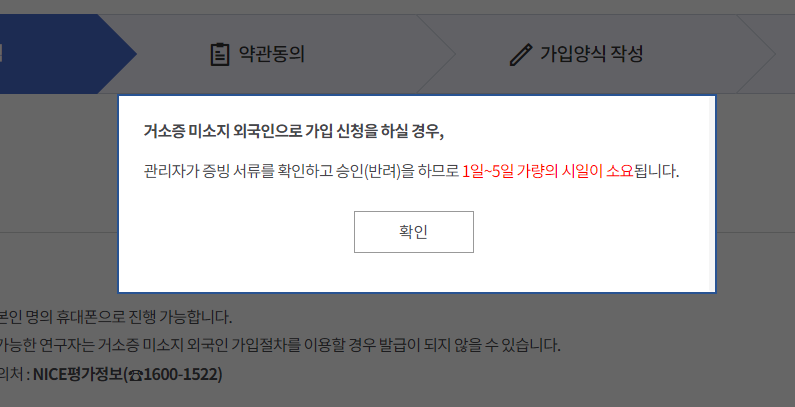 약관동의
가입양식 작성
거소증 미소지 외국인으로 가입 신청을 하실 경우,
관리자가 증빙 서류를 확인하고 승인(반려)을 하므로 1일~5일 가량의 시일이 소요됩니다.
확인
본인 명의 휴대폰으로 진행 가능합니다.
가능한 연구자는 거소증 미소지 외국인 가입절차를 이용할 경우 발급이 되지 않을 수 있습니다.
의처 : NICE평가정보(☎1600-1522)